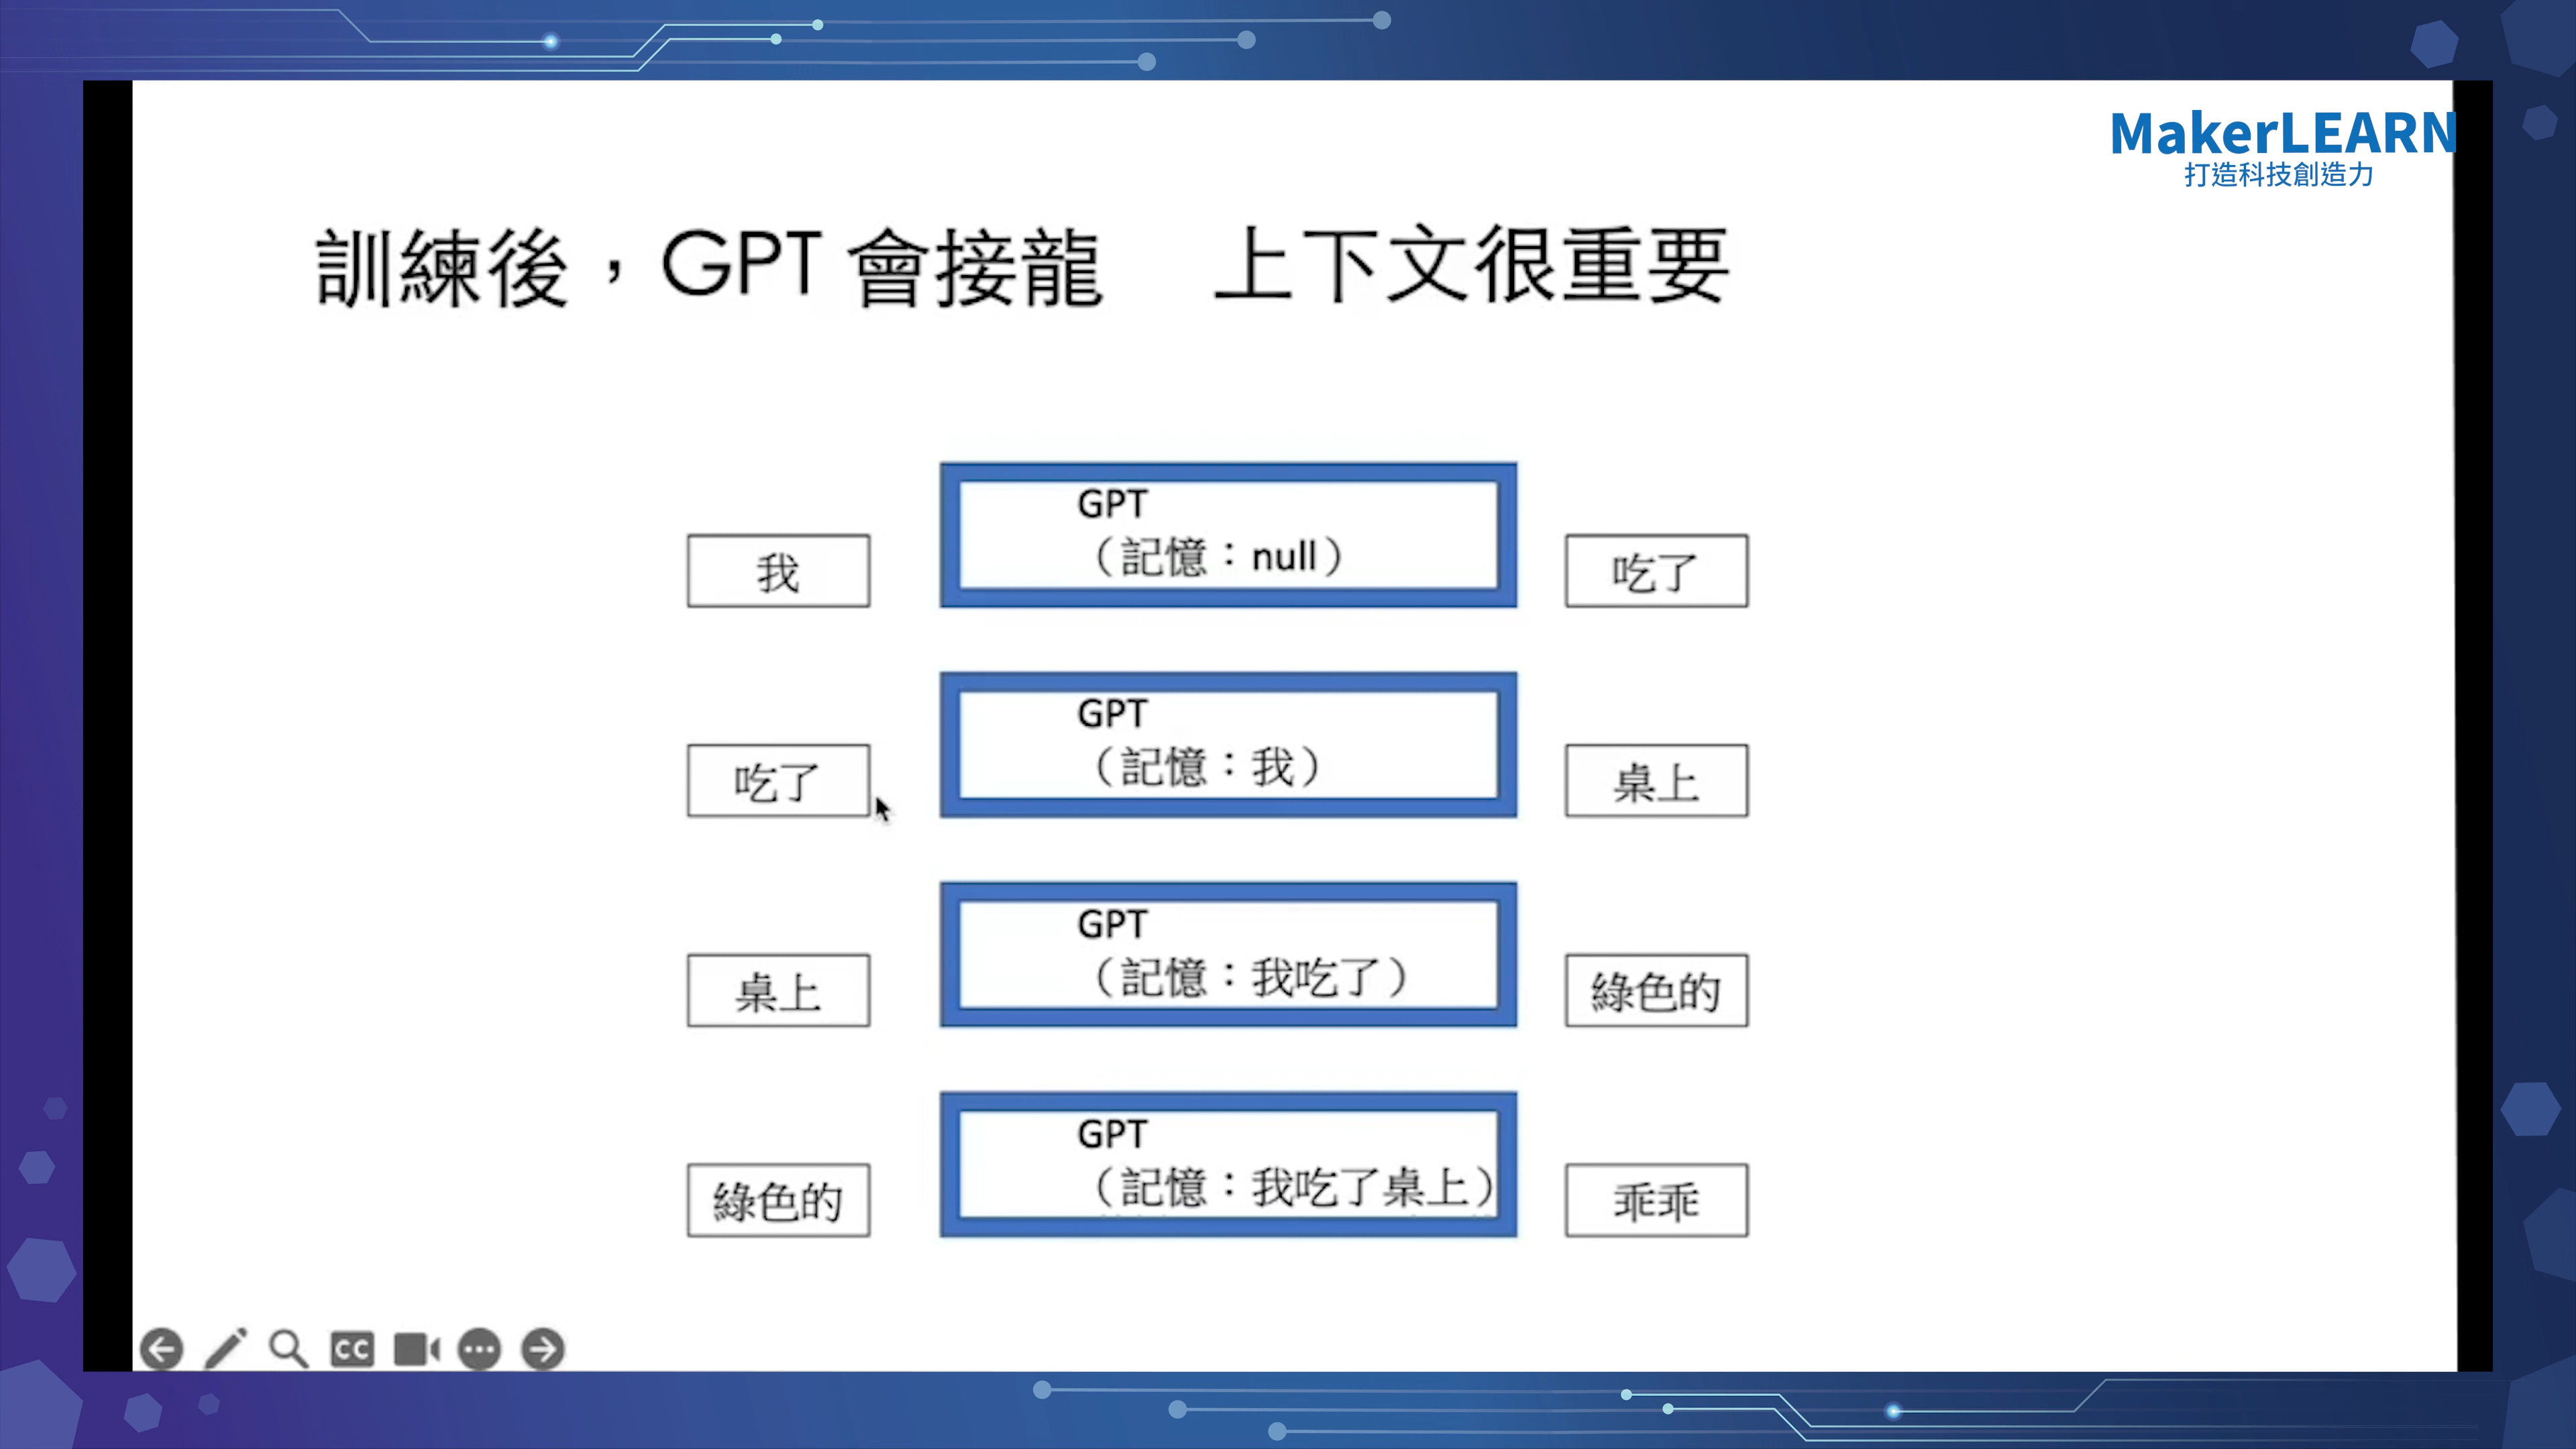 MakerLEARN
打造科技創造力
訓練後，GPT 會接龍　上下文很重要
我
GPT
（記憶：null）
吃了
吃了
GPT
（記憶：我）
桌上
桌上
GPT
（記憶：我吃了）
綠色的
綠色的
GPT
（記憶：我吃了桌上）
乖乖
CC